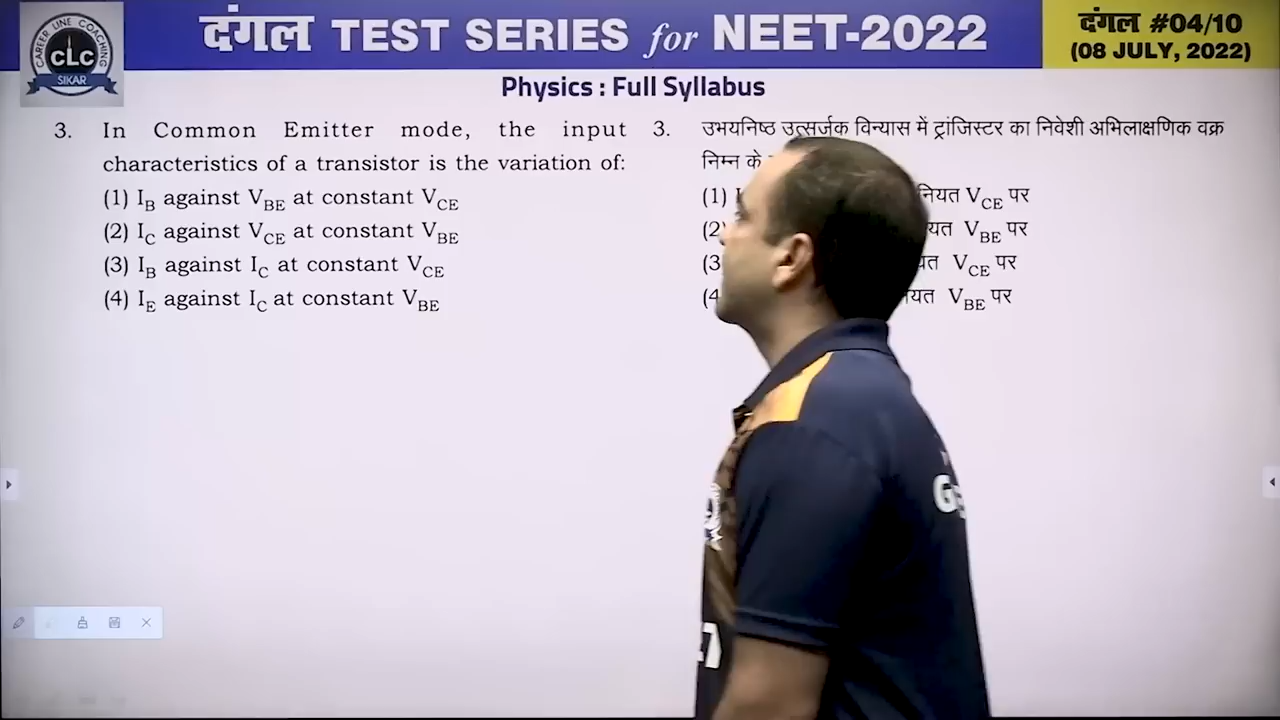 दंगल TEST SERIES for NEET-2022
दंगल #04/10
(08 JULY, 2022)
CAREER LINE COACHING
CLC
SIKAR
Physics : Full Syllabus
3. In Common Emitter mode, the input
characteristics of a transistor is the variation of:
(1) I_B against V_BE at constant V_CE
(2) I_C against V_CE at constant V_BE
(3) I_B against I_C at constant V_CE
(4) I_E against I_C at constant V_BE
3. उभयनिष्ठ उत्सर्जक विन्यास में ट्रांजिस्टर का निवेशी अभिलाक्षणिक वक्र
निम्न के
(1) नियत V_CE पर
(2) V_BE पर
(3 V_CE पर
(4 V_BE पर